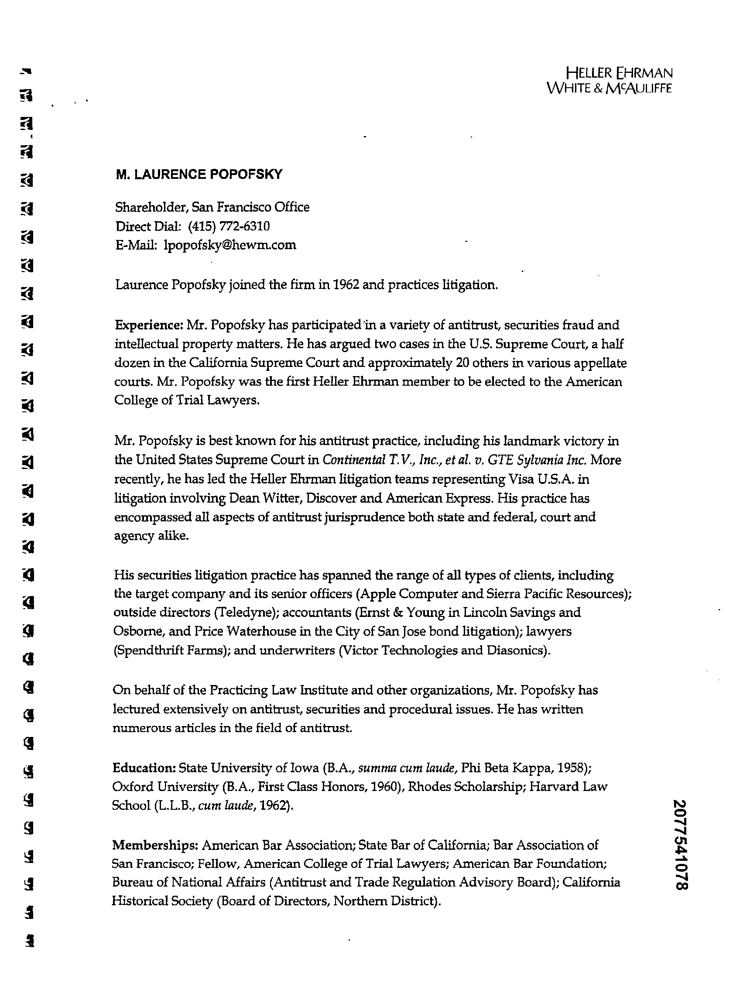 HELLER EHRMAN
WHITE & MCAULIFFE
M. LAURENCE POPOFSKY
Shareholder, San Francisco Office
Direct Dial: (415) 772-6310
E-Mail: lpopofsky@hewm.com
Laurence Popofsky joined the firm in 1962 and practices litigation.
Experience: Mr. Popofsky has participated in a variety of antitrust, securities fraud and
intellectual property matters. He has argued two cases in the U.S. Supreme Court, a half
dozen in the California Supreme Court and approximately 20 others in various appellate
courts. Mr. Popofsky was the first Heller Ehrman member to be elected to the American
College of Trial Lawyers.
Mr. Popofsky is best known for his antitrust practice, including his landmark victory in
the United States Supreme Court in Continental T.V., Inc., et al. v. GTE Sylvania Inc. More
recently, he has led the Heller Ehrman litigation teams representing Visa U.S.A. in
litigation involving Dean Witter, Discover and American Express. His practice has
encompassed all aspects of antitrust jurisprudence both state and federal, court and
agency alike.
His securities litigation practice has spanned the range of all types of clients, including
the target company and its senior officers (Apple Computer and Sierra Pacific Resources);
outside directors (Teledyne); accountants (Ernst & Young in Lincoln Savings and
Osborne, and Price Waterhouse in the City of San Jose bond litigation); lawyers
(Spendthrift Farms); and underwriters (Victor Technologies and Diasonics).
On behalf of the Practicing Law Institute and other organizations, Mr. Popofsky has
lectured extensively on antitrust, securities and procedural issues. He has written
numerous articles in the field of antitrust.
Education: State University of Iowa (B.A., summa cum laude, Phi Beta Kappa, 1958);
Oxford University (B.A., First Class Honors, 1960), Rhodes Scholarship; Harvard Law
School (L.L.B., cum laude, 1962).
Memberships: American Bar Association; State Bar of California; Bar Association of
San Francisco; Fellow, American College of Trial Lawyers; American Bar Foundation;
Bureau of National Affairs (Antitrust and Trade Regulation Advisory Board); California
Historical Society (Board of Directors, Northern District).
2077541078